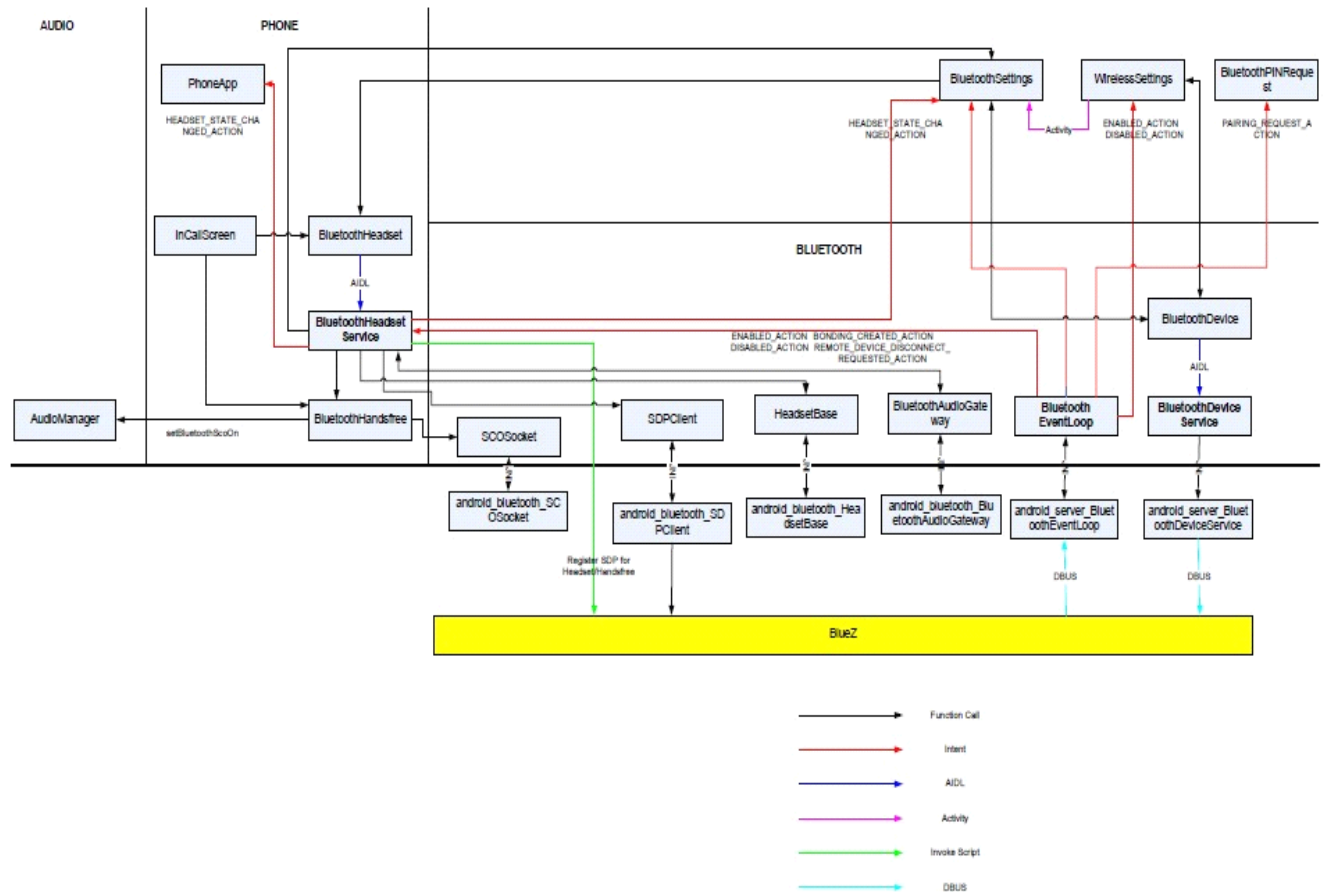 AUDIO
PHONE
PhoneApp
HEADSET_STATE_CHA
NGED_ACTION
BluetoothSettings
WirelessSettings
BluetoothPINReque
st
HEADSET_STATE_CHA
NGED_ACTION
Activity
ENABLED_ACTION
DISABLED_ACTION
PAIRING_REQUEST_A
CTION
InCallScreen
BluetoothHeadset
BLUETOOTH
AIDL
BluetoothHeadset
Service
BluetoothDevice
ENABLED_ACTION BONDING_CREATED_ACTION
DISABLED_ACTION REMOTE_DEVICE_DISCONNECT_
REQUESTED_ACTION
AIDL
AudioManager
setBluetoothScoOn
BluetoothHandsfree
SCOSocket
SDPClient
HeadsetBase
BluetoothAudioGate
way
Bluetooth
EventLoop
BluetoothDevice
Service
android_bluetooth_SC
OSocket
android_bluetooth_SD
PClient
android_bluetooth_Hea
dsetBase
android_bluetooth_Blu
etoothAudioGateway
android_server_Bluet
oothEventLoop
android_server_Bluet
oothDeviceService
Register SDP for
Headset/Handsfree
DBUS
DBUS
BlueZ
Function Call
Intent
AIDL
Activity
Invoke Script
DBUS